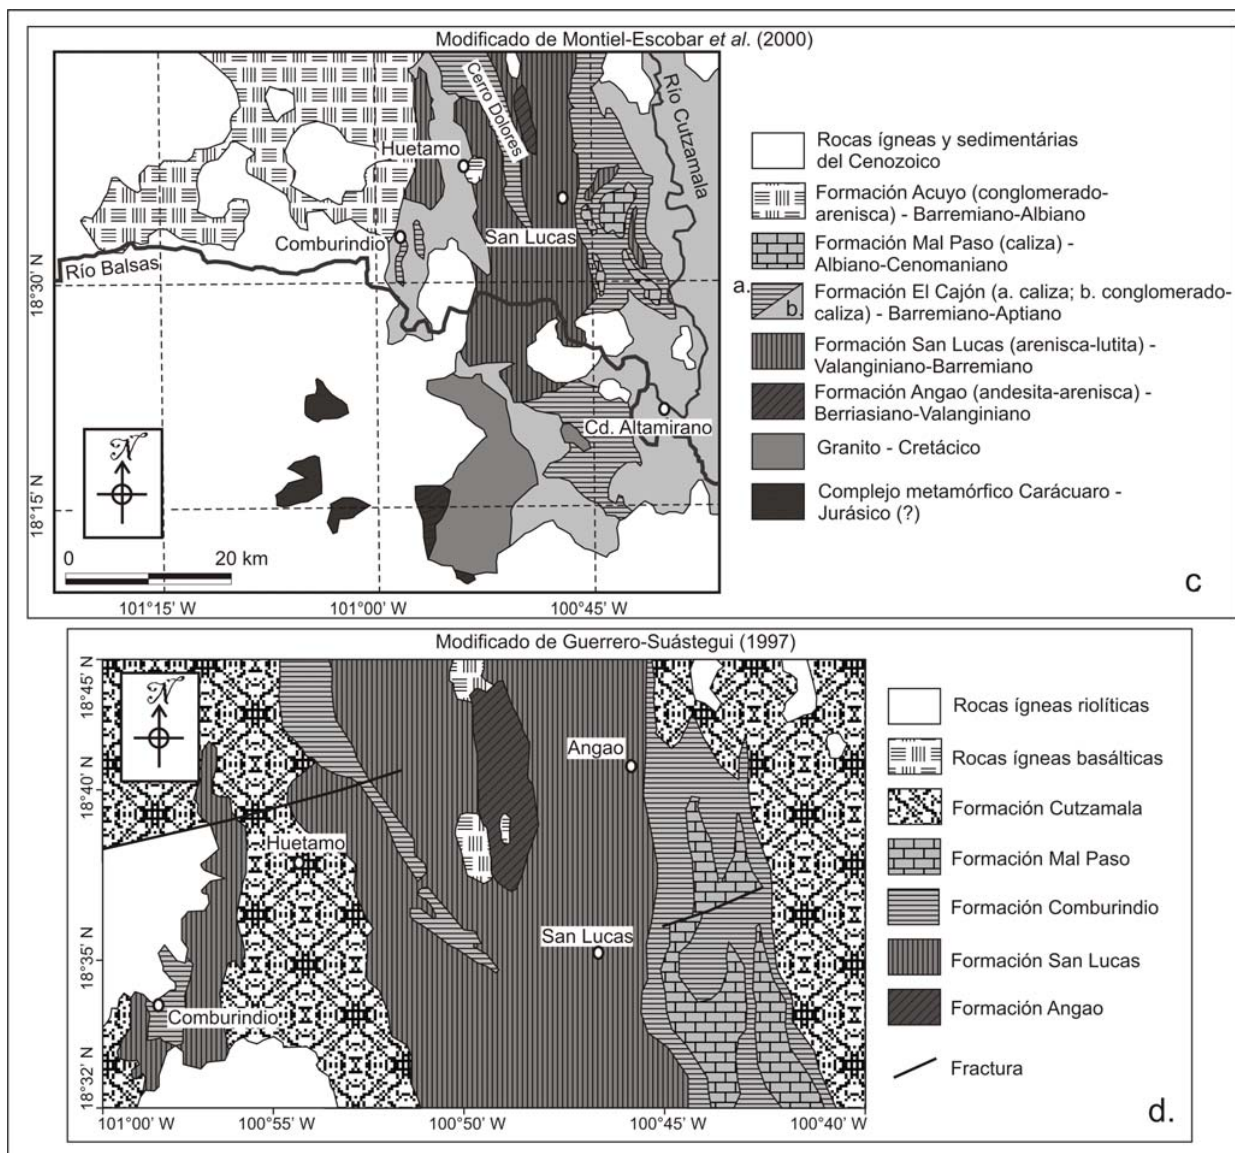 Modificado de Montiel-Escobar et al. (2000)
Cerro Dolores
Río Cutzamala
Huetamo
Comburindio
San Lucas
Río Balsas
Cd. Altamirano
N
18°30' N
18°15' N
0 20 km
101°15' W 101°00' W 100°45' W
Rocas ígneas y sedimentárias
del Cenozoico
Formación Acuyo (conglomerado-
arenisca) - Barremiano-Albiano
Formación Mal Paso (caliza) -
Albiano-Cenomaniano
a.
b.
Formación El Cajón (a. caliza; b. conglomerado-
caliza) - Barremiano-Aptiano
Formación San Lucas (arenisca-lutita) -
Valanginiano-Barremiano
Formación Angao (andesita-arenisca) -
Berriasiano-Valanginiano
Granito - Cretácico
Complejo metamórfico Carácuaro -
Jurásico (?)
c
Modificado de Guerrero-Suástegui (1997)
N
18°45' N
18°40' N
18°35' N
18°32' N
Angao
Huetamo
San Lucas
Comburindio
101°00' W 100°55' W 100°50' W 100°45' W 100°40' W
Rocas ígneas riolíticas
Rocas ígneas basálticas
Formación Cutzamala
Formación Mal Paso
Formación Comburindio
Formación San Lucas
Formación Angao
Fractura
d.